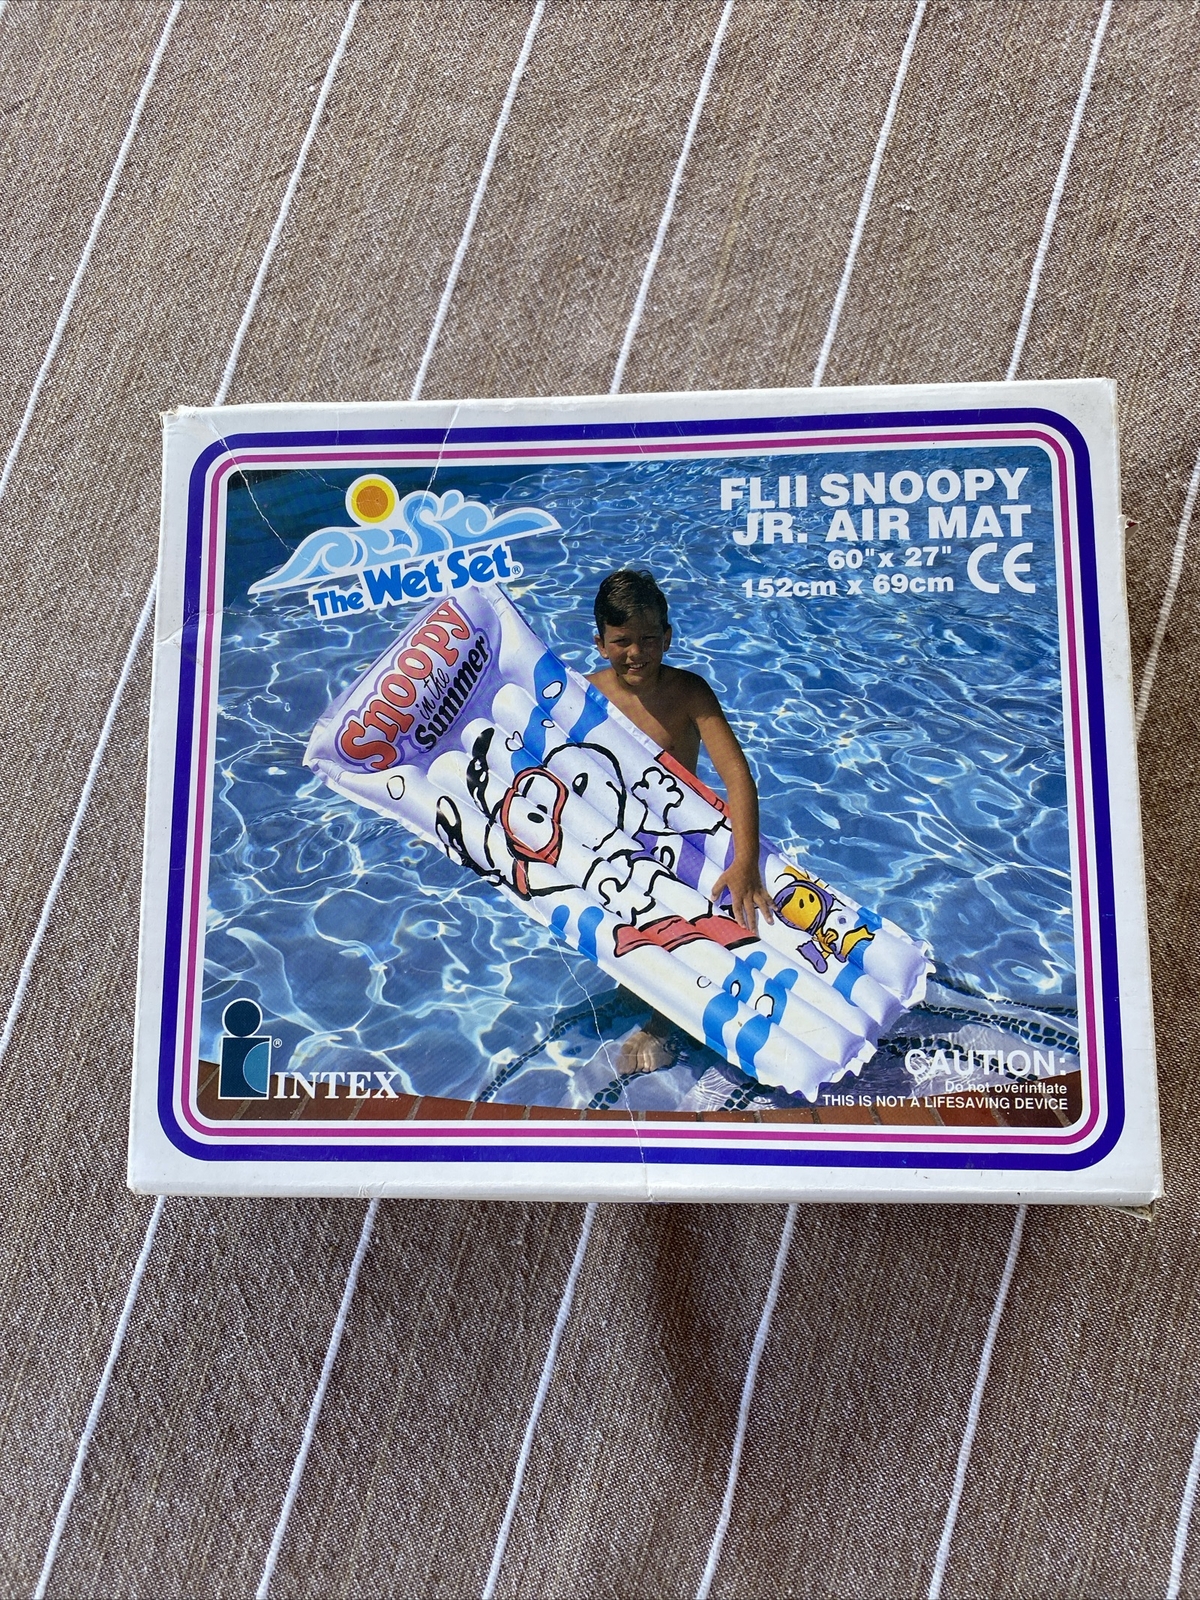 FLII SNOOPY
JR. AIR MAT
60" x 27"
152cm x 69cm
CE
The Wet Set®
Snoopy
in the
Summer
INTEX®
CAUTION:
Do not overinflate
THIS IS NOT A LIFESAVING DEVICE